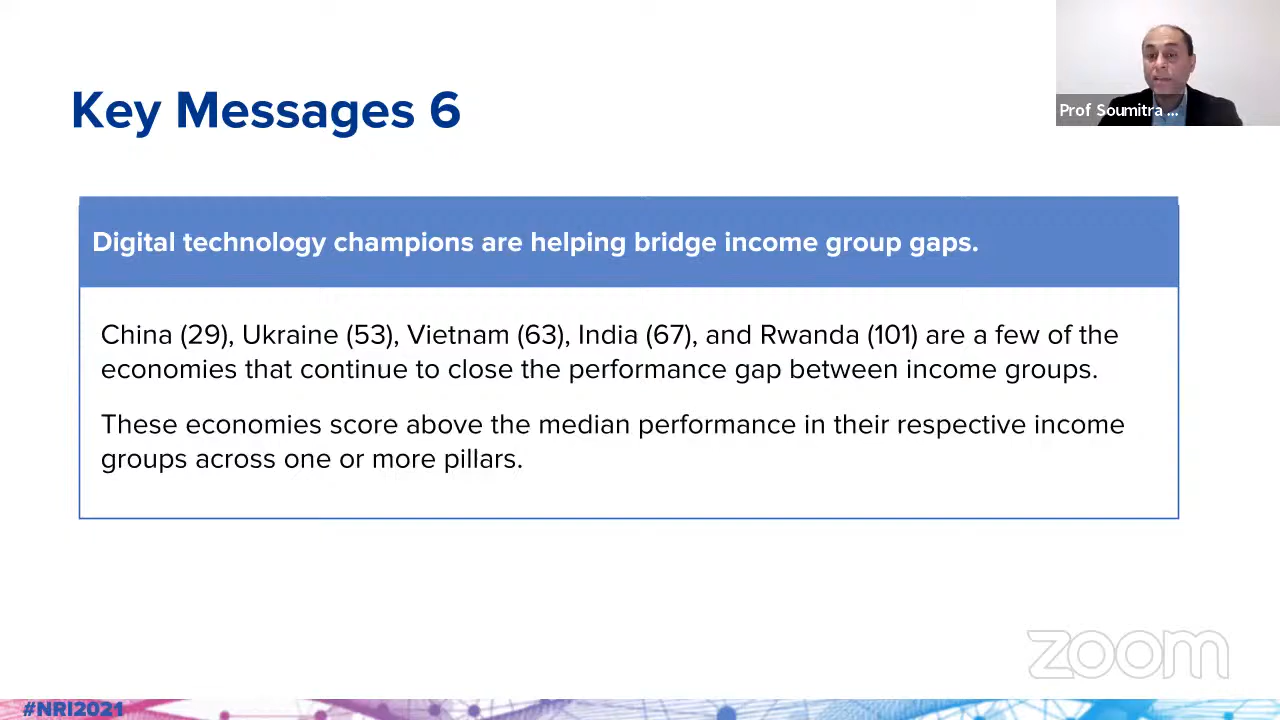 Key Messages 6
Prof Soumitra ...
Digital technology champions are helping bridge income group gaps.
China (29), Ukraine (53), Vietnam (63), India (67), and Rwanda (101) are a few of the
economies that continue to close the performance gap between income groups.
These economies score above the median performance in their respective income
groups across one or more pillars.
zoom
#NRI2021